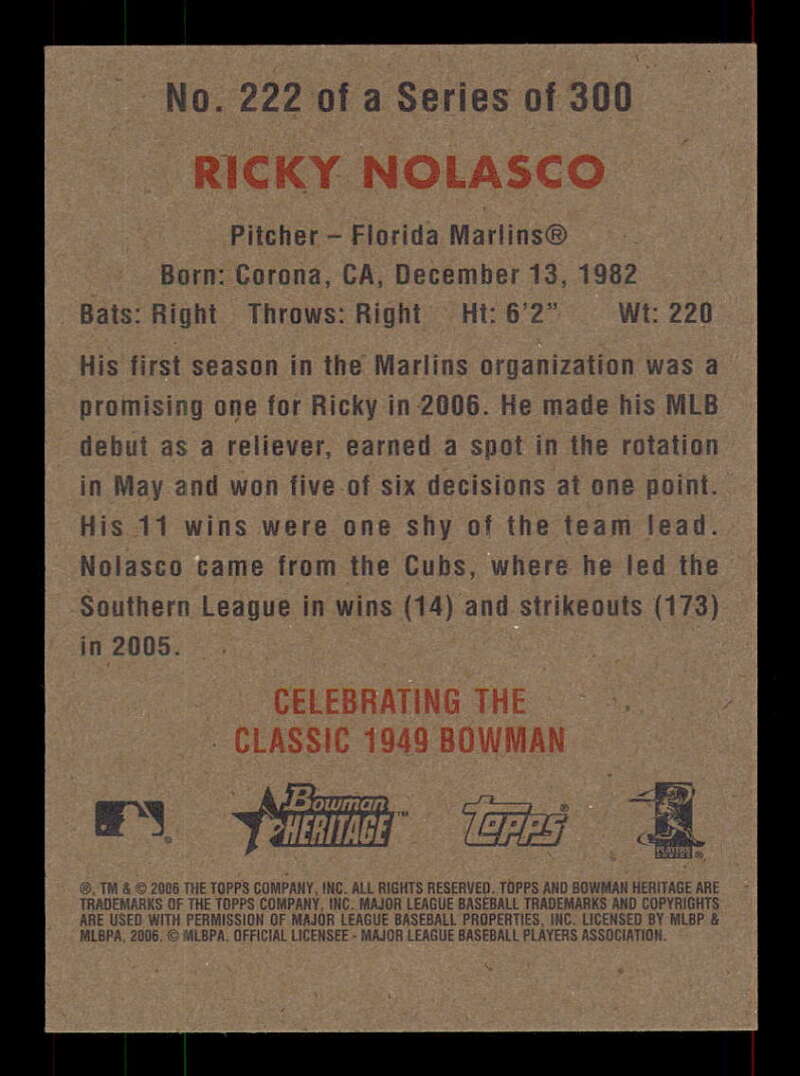 No. 222 of a Series of 300
RICKY NOLASCO
Pitcher – Florida Marlins®
Born: Corona, CA, December 13, 1982
Bats: Right Throws: Right Ht: 6'2" Wt: 220
His first season in the Marlins organization was a
promising one for Ricky in 2006. He made his MLB
debut as a reliever, earned a spot in the rotation
in May and won five of six decisions at one point.
His 11 wins were one shy of the team lead.
Nolasco came from the Cubs, where he led the
Southern League in wins (14) and strikeouts (173)
in 2005.
CELEBRATING THE
CLASSIC 1949 BOWMAN
Bowman
HERITAGE™
TOPPS®
PLAYERS
CHOICE ®
®, TM & © 2006 THE TOPPS COMPANY, INC. ALL RIGHTS RESERVED. TOPPS AND BOWMAN HERITAGE ARE
TRADEMARKS OF THE TOPPS COMPANY, INC. MAJOR LEAGUE BASEBALL TRADEMARKS AND COPYRIGHTS
ARE USED WITH PERMISSION OF MAJOR LEAGUE BASEBALL PROPERTIES, INC. LICENSED BY MLBP &
MLBPA, 2006. © MLBPA. OFFICIAL LICENSEE - MAJOR LEAGUE BASEBALL PLAYERS ASSOCIATION.